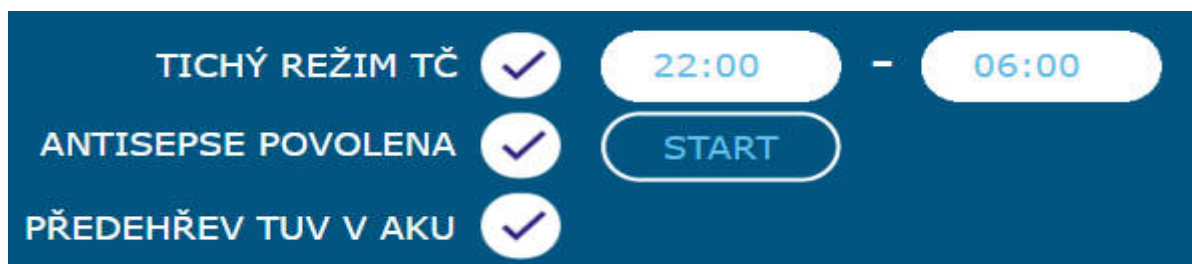 TICHÝ REŽIM TČ 22:00 - 06:00
ANTISEPSE POVOLENA START
PŘEDEHŘEV TUV V AKU